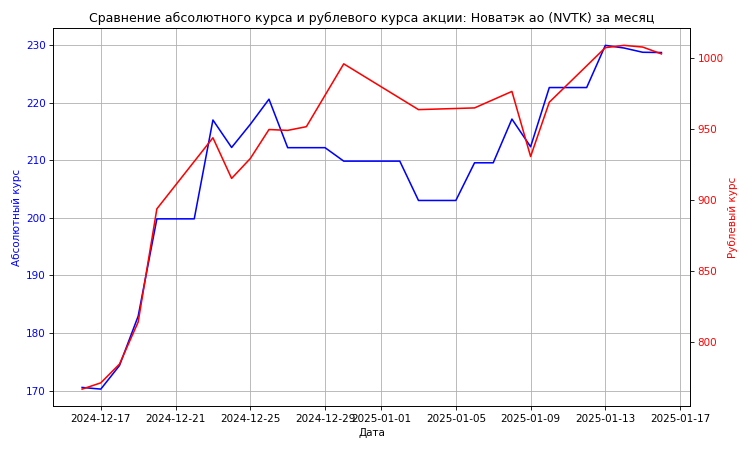 Сравнение абсолютного курса и рублевого курса акции: Новатэк ао (NVTK) за месяц
230
220
210
200
190
180
170
Абсолютный курс
1000
950
900
850
800
Рублевый курс
2024-12-17 2024-12-21 2024-12-25 2024-12-29 2025-01-01 2025-01-05 2025-01-09 2025-01-13 2025-01-17
Дата